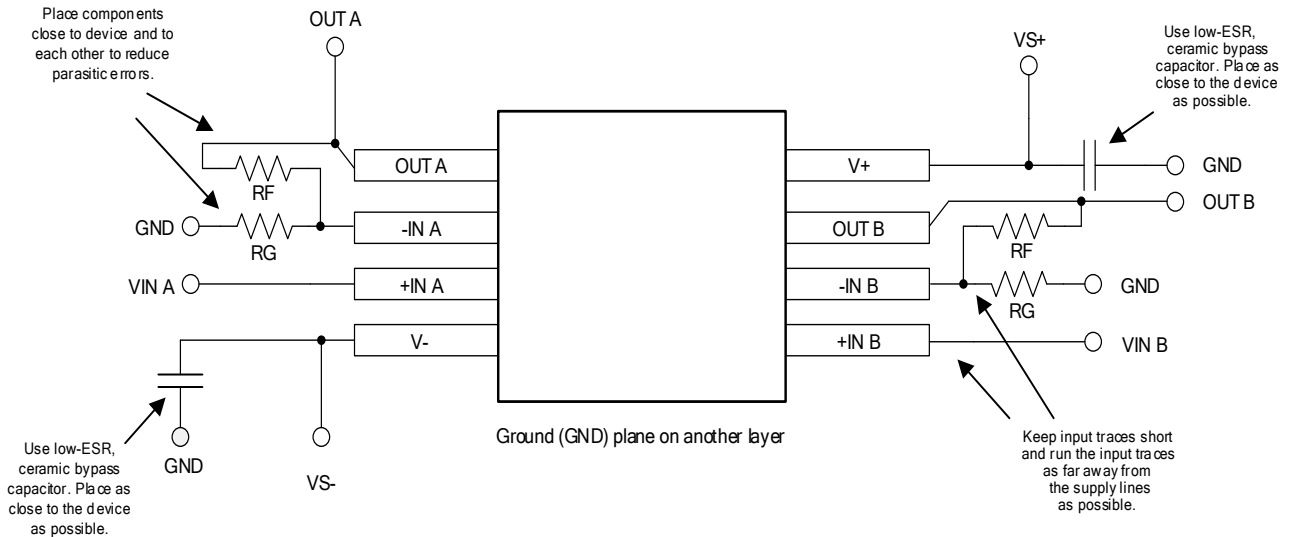 Place components
close to device and to
each other to reduce
parasitic errors.
OUT A
VS+
Use low-ESR,
ceramic bypass
capacitor. Place as
close to the device
as possible.
OUT A
V+
GND
RF
OUT B
GND
-IN A
OUT B
RG
RF
VIN A
+IN A
-IN B
GND
RG
V-
+IN B
VIN B
Use low-ESR,
ceramic bypass
capacitor. Place as
close to the device
as possible.
GND
VS-
Ground (GND) plane on another layer
Keep input traces short
and run the input traces
as far away from
the supply lines
as possible.